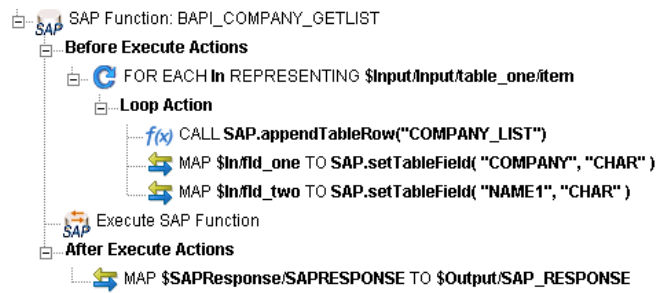 SAP SAP Function: BAPI_COMPANY_GETLIST
Before Execute Actions
FOR EACH In REPRESENTING $Input/Input/table_one/item
Loop Action
f(x) CALL SAP.appendTableRow("COMPANY_LIST")
MAP $In/fld_one TO SAP.setTableField( "COMPANY", "CHAR" )
MAP $In/fld_two TO SAP.setTableField( "NAME1", "CHAR" )
SAP Execute SAP Function
After Execute Actions
MAP $SAPResponse/SAPRESPONSE TO $Output/SAP_RESPONSE